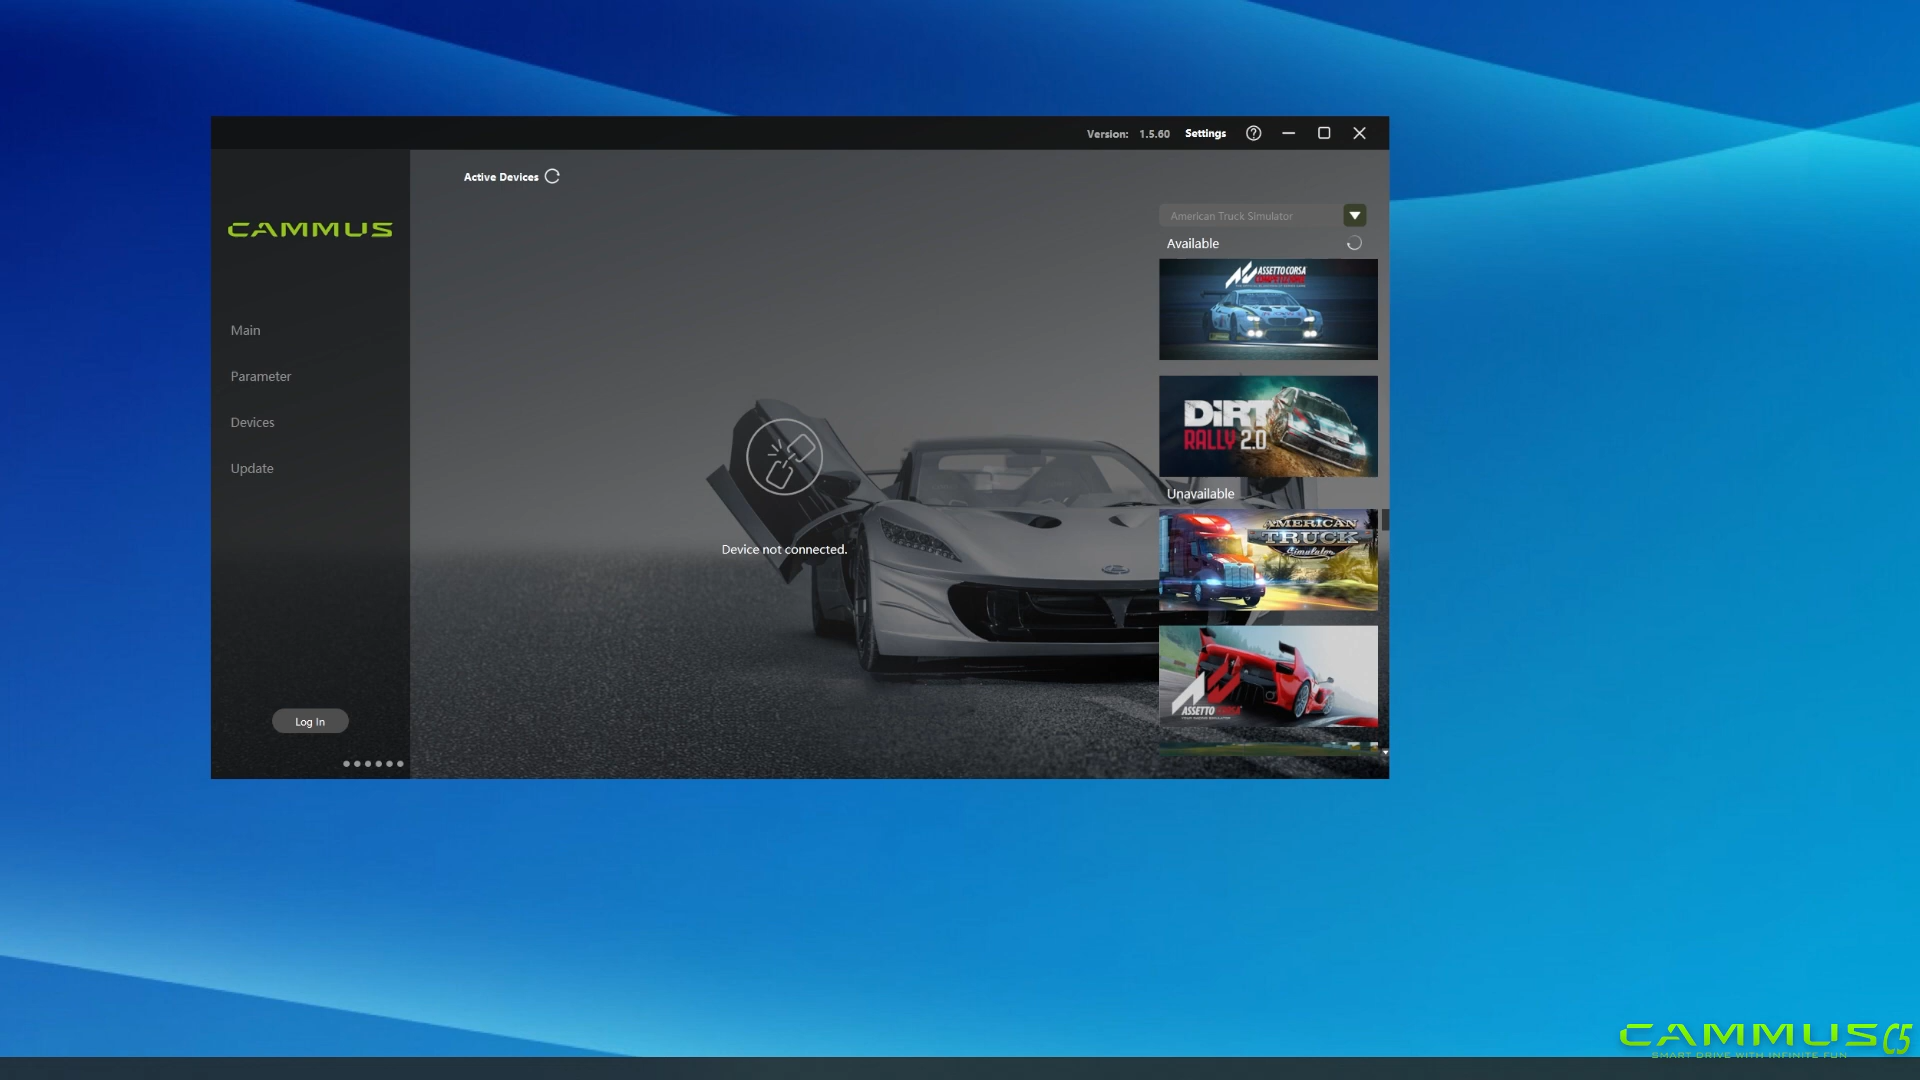 Version: 1.5.60 Settings
Active Devices
CAMMUS
American Truck Simulator
Available
ASSETTO CORSA
Main
Parameter
Devices
Update
DiRT
RALLY 2.0
Unavailable
AMERICAN
TRUCK
Simulator
Device not connected.
ASSETTO CORSA
Log In
CAMMUS C5
SMART DRIVE WITH INFINITE FUN